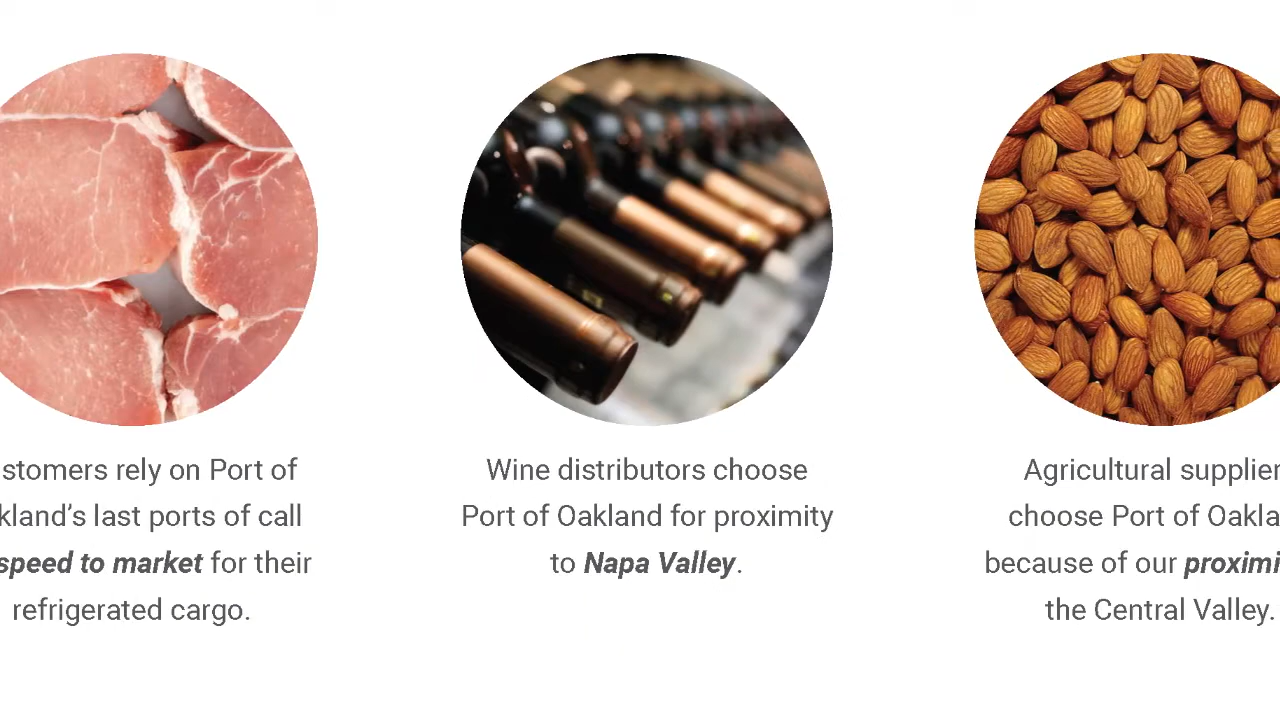 stomers rely on Port of
kland's last ports of call
speed to market for their
refrigerated cargo.
Wine distributors choose
Port of Oakland for proximity
to Napa Valley.
Agricultural supplier
choose Port of Oakla
because of our proximi
the Central Valley.